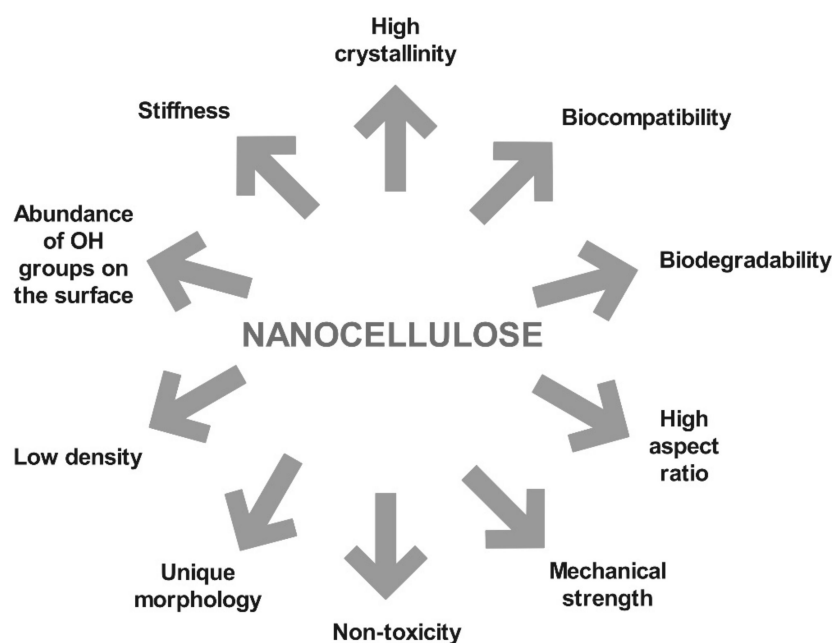 High
crystallinity
Stiffness
Biocompatibility
Abundance
of OH
groups on
the surface
Biodegradability
NANOCELLULOSE
Low density
High
aspect
ratio
Unique
morphology
Mechanical
strength
Non-toxicity